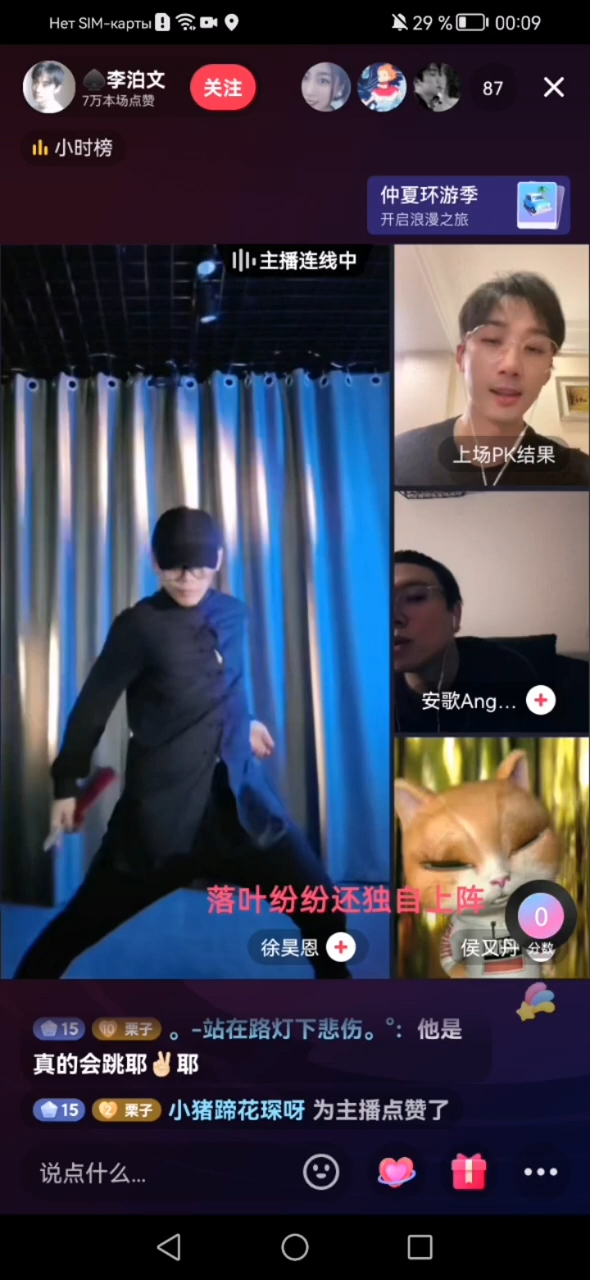 Нет SIM-карты
29 %
00:09
李泊文
7万本场点赞
关注
87
小时榜
仲夏环游季
开启浪漫之旅
主播连线中
上场PK结果
安歌Ang...
落叶纷纷还独自上阵
0
分数
徐昊恩
侯又丹
15 10 栗子 。-站在路灯下悲伤。°：他是
真的会跳耶✌🏻耶
15 2 栗子 小猪蹄花琛呀 为主播点赞了
说点什么...